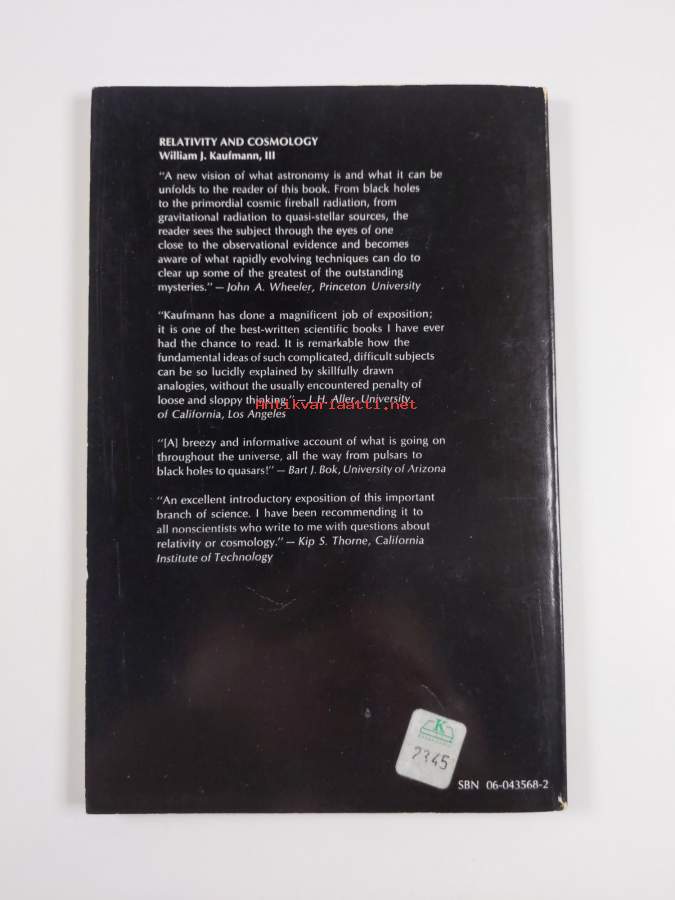 RELATIVITY AND COSMOLOGY
William J. Kaufmann, III
"A new vision of what astronomy is and what it can be
unfolds to the reader of this book. From black holes
to the primordial cosmic fireball radiation, from
gravitational radiation to quasi-stellar sources, the
reader sees the subject through the eyes of one
close to the observational evidence and becomes
aware of what rapidly evolving techniques can do to
clear up some of the greatest of the outstanding
mysteries." — John A. Wheeler, Princeton University
"Kaufmann has done a magnificent job of exposition;
it is one of the best-written scientific books I have ever
had the chance to read. It is remarkable how the
fundamental ideas of such complicated, difficult subjects
can be so lucidly explained by skillfully drawn
analogies, without the usually encountered penalty of
loose and sloppy thinking." — L.H. Aller, University
of California, Los Angeles
Antikvariaatti.net
"[A] breezy and informative account of what is going on
throughout the universe, all the way from pulsars to
black holes to quasars!" — Bart J. Bok, University of Arizona
"An excellent introductory exposition of this important
branch of science. I have been recommending it to
all nonscientists who write to me with questions about
relativity or cosmology." — Kip S. Thorne, California
Institute of Technology
K
SBN 06-043568-2